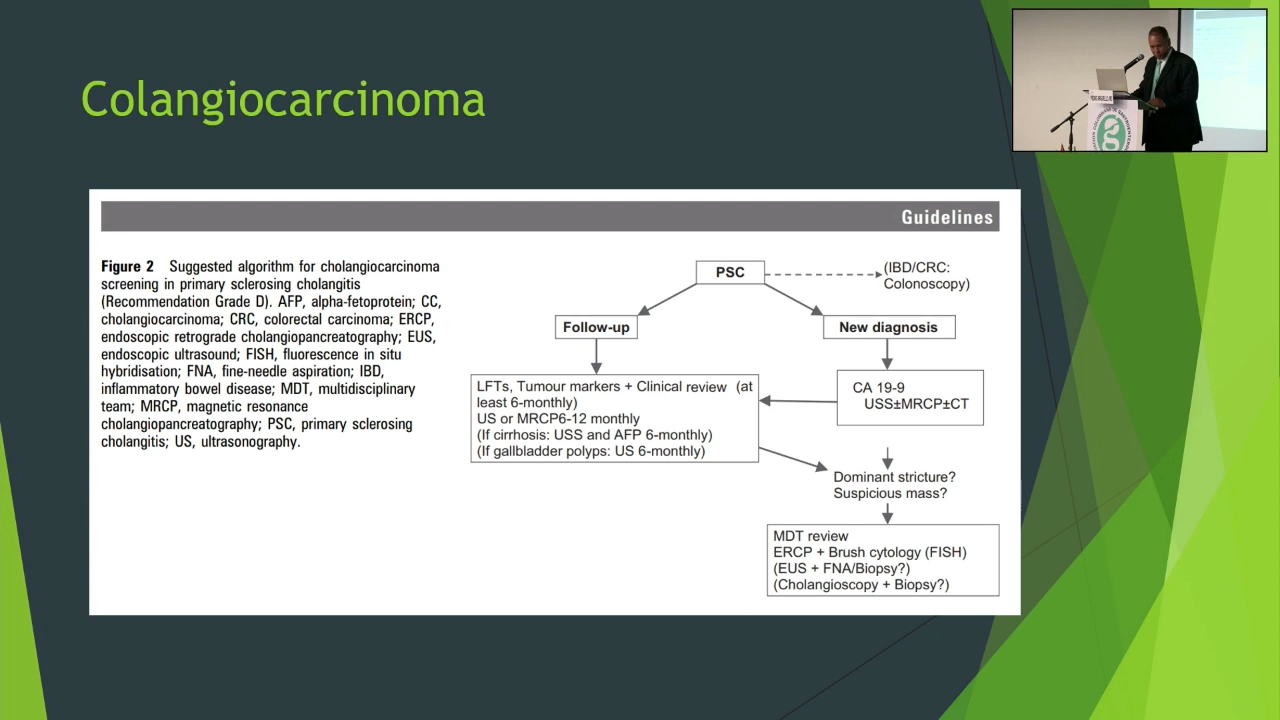 Colangiocarcinoma
Guidelines
Figure 2 Suggested algorithm for cholangiocarcinoma
screening in primary sclerosing cholangitis
(Recommendation Grade D). AFP, alpha-fetoprotein; CC,
cholangiocarcinoma; CRC, colorectal carcinoma; ERCP,
endoscopic retrograde cholangiopancreatography; EUS,
endoscopic ultrasound; FISH, fluorescence in situ
hybridisation; FNA, fine-needle aspiration; IBD,
inflammatory bowel disease; MDT, multidisciplinary
team; MRCP, magnetic resonance
cholangiopancreatography; PSC, primary sclerosing
cholangitis; US, ultrasonography.
PSC
(IBD/CRC:
Colonoscopy)
Follow-up
New diagnosis
LFTs, Tumour markers + Clinical review (at
least 6-monthly)
US or MRCP6-12 monthly
(If cirrhosis: USS and AFP 6-monthly)
(If gallbladder polyps: US 6-monthly)
CA 19-9
USS±MRCP±CT
Dominant stricture?
Suspicious mass?
MDT review
ERCP + Brush cytology (FISH)
(EUS + FNA/Biopsy?)
(Cholangioscopy + Biopsy?)